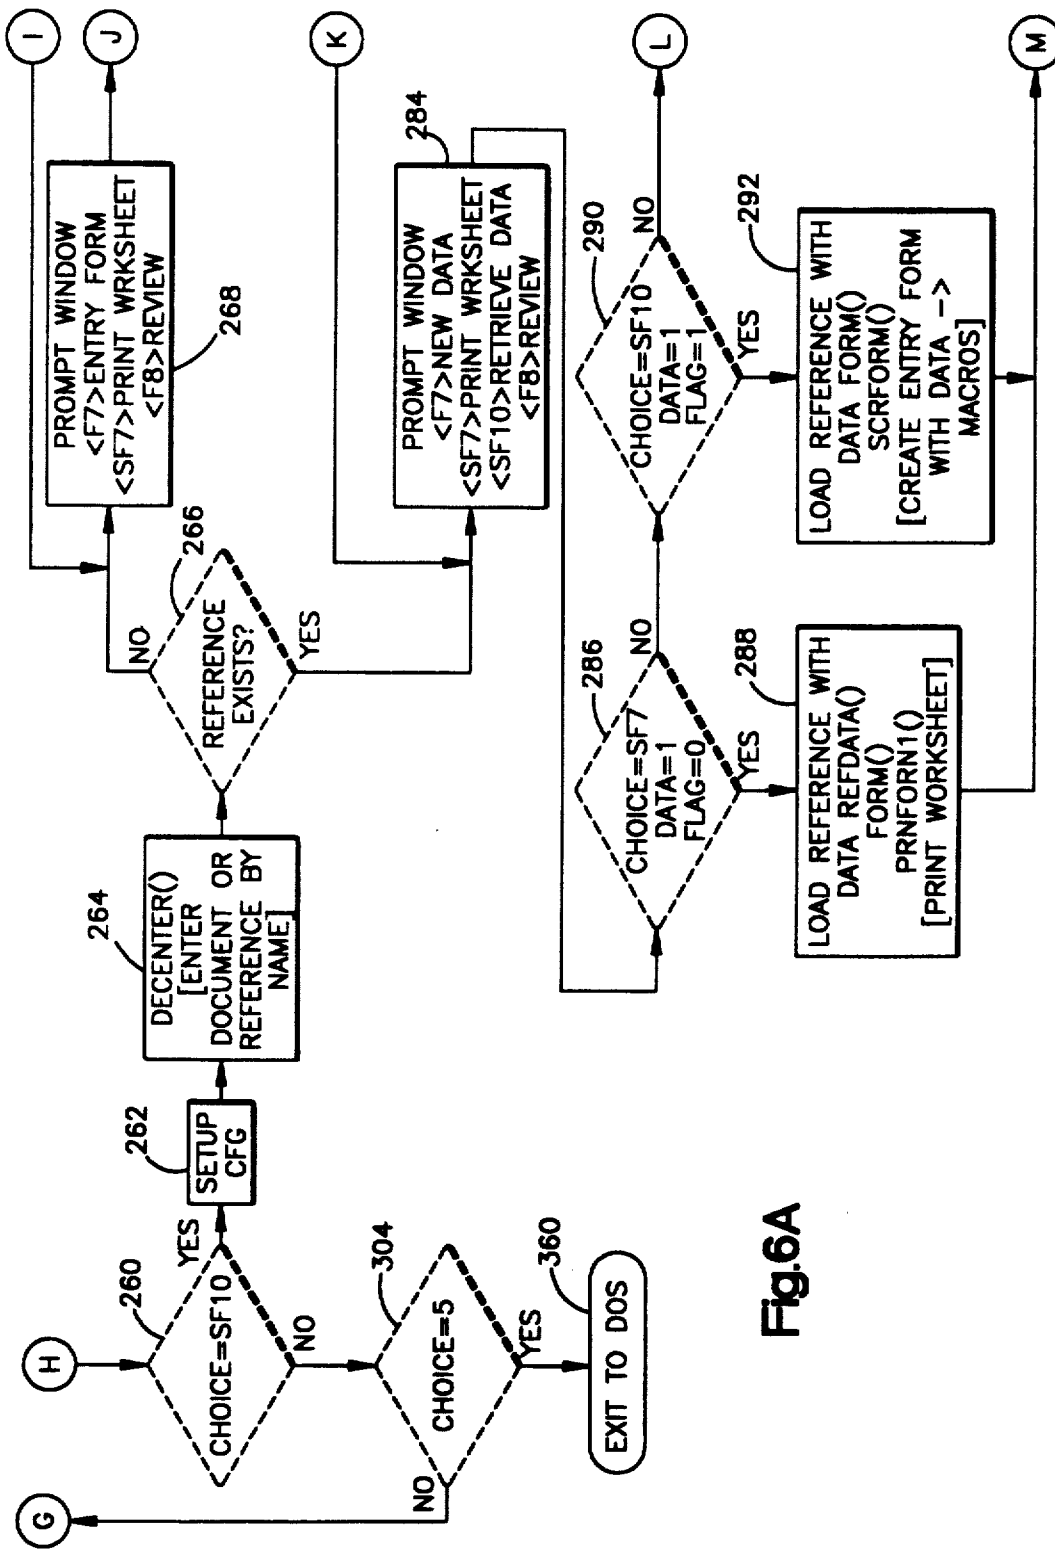 H
260
CHOICE=SF10
YES
NO
G
304
CHOICE=5
NO
YES
360
EXIT TO DOS
262
SETUP
CFG
264
DECENTER()
[ENTER
DOCUMENT OR
REFERENCE BY
NAME]
266
REFERENCE
EXISTS?
NO
YES
I
PROMPT WINDOW
<F7>ENTRY FORM
<SF7>PRINT WRKSHEET
<F8>REVIEW
268
J
K
284
PROMPT WINDOW
<F7>NEW DATA
<SF7>PRINT WRKSHEET
<SF10>RETRIEVE DATA
<F8>REVIEW
286
CHOICE=SF7
DATA=1
FLAG=0
NO
YES
288
LOAD REFERENCE WITH
DATA REFDATA()
FORM()
PRNFORN1()
[PRINT WORKSHEET]
290
CHOICE=SF10
DATA=1
FLAG=1
NO
YES
L
292
LOAD REFERENCE WITH
DATA FORM()
SCRFORM()
[CREATE ENTRY FORM
WITH DATA ->
MACROS]
M
Fig.6A